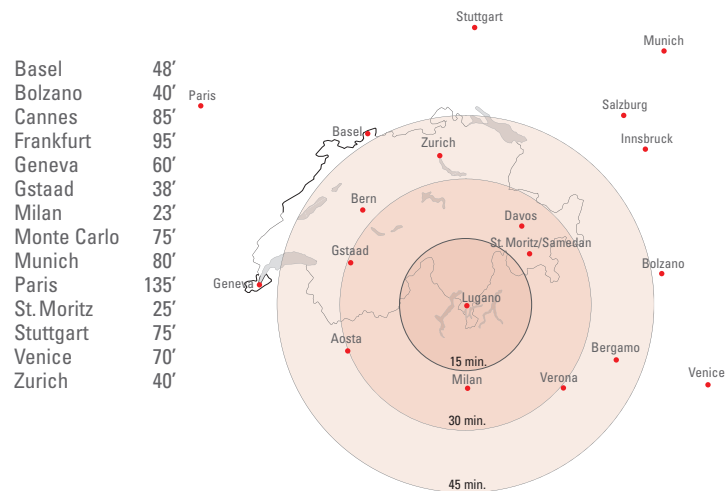 Basel 48′
Bolzano 40′
Cannes 85′
Frankfurt 95′
Geneva 60′
Gstaad 38′
Milan 23′
Monte Carlo 75′
Munich 80′
Paris 135′
St. Moritz 25′
Stuttgart 75′
Venice 70′
Zurich 40′
Stuttgart
Munich
Paris
Salzburg
Basel
Zurich
Innsbruck
Bern
Davos
St. Moritz/Samedan
Gstaad
Bolzano
Geneva
Lugano
Aosta
Bergamo
15 min.
Milan
Verona
Venice
30 min.
45 min.